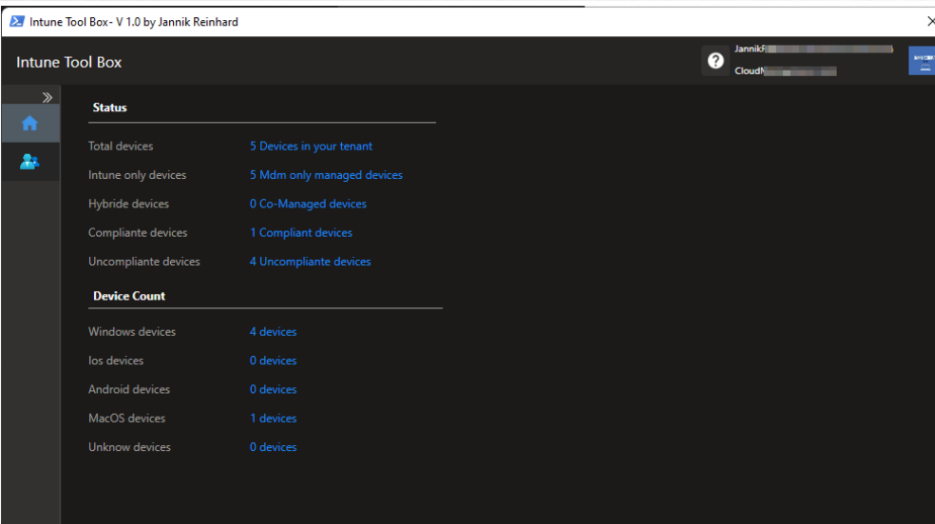 Intune Tool Box- V 1.0 by Jannik Reinhard
Intune Tool Box
Status
Total devices 5 Devices in your tenant
Intune only devices 5 Mdm only managed devices
Hybride devices 0 Co-Managed devices
Compliante devices 1 Compliant devices
Uncompliante devices 4 Uncompliante devices
Device Count
Windows devices 4 devices
Ios devices 0 devices
Android devices 0 devices
MacOS devices 1 devices
Unknow devices 0 devices